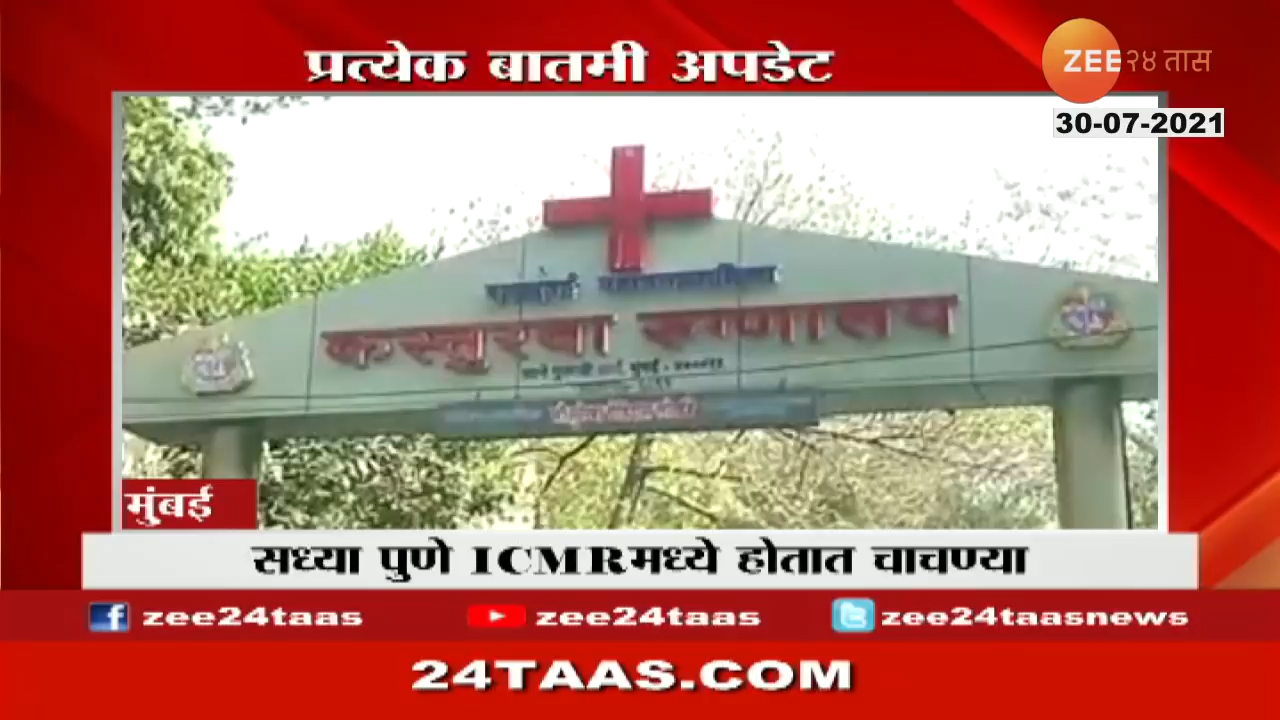 प्रत्येक बातमी अपडेट
ZEE २४ तास
30-07-2021
कस्तुरबा रुग्णालय
मुंबई
सध्या पुणे ICMRमध्ये होतात चाचण्या
zee24taas
zee24taas
zee24taasnews
24TAAS.COM